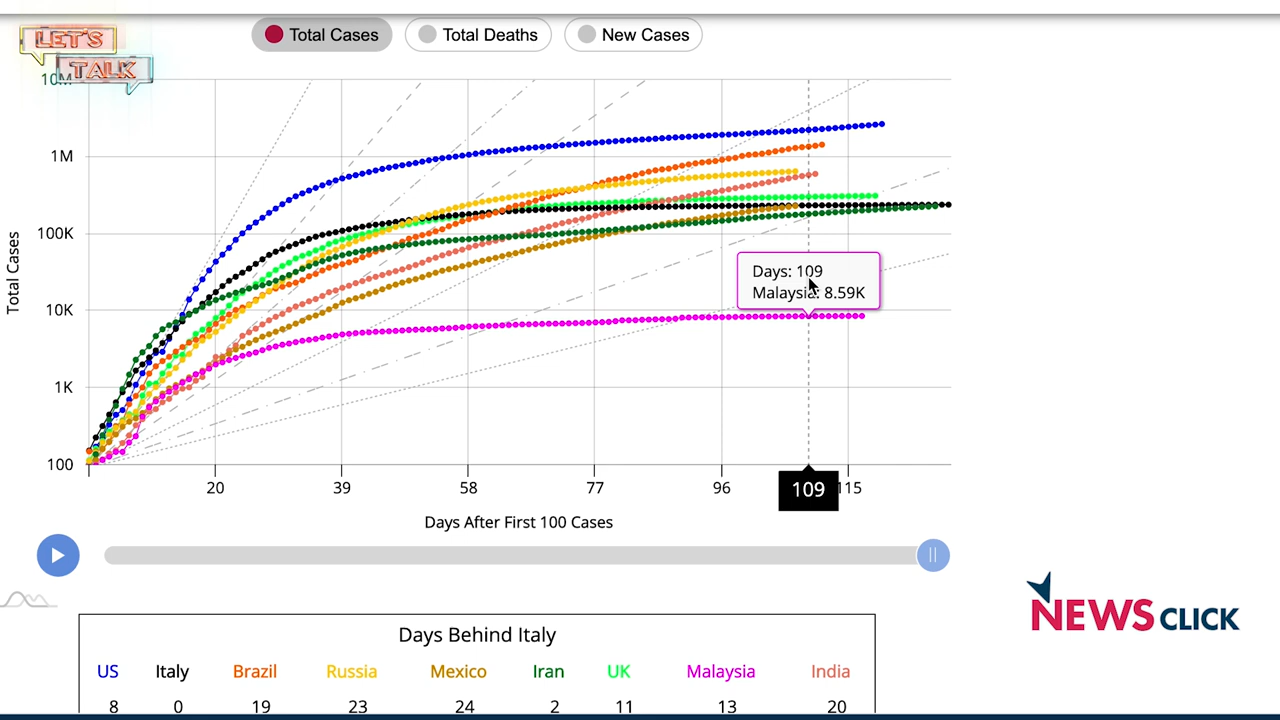 LET'S
TALK
Total Cases
Total Deaths
New Cases
10M
1M
100K
10K
1K
100
Total Cases
Days: 109
Malaysia: 8.59K
20
39
58
77
96
109
115
Days After First 100 Cases
NEWSCLICK
Days Behind Italy
US Italy Brazil Russia Mexico Iran UK Malaysia India
8 0 19 23 24 2 11 13 20